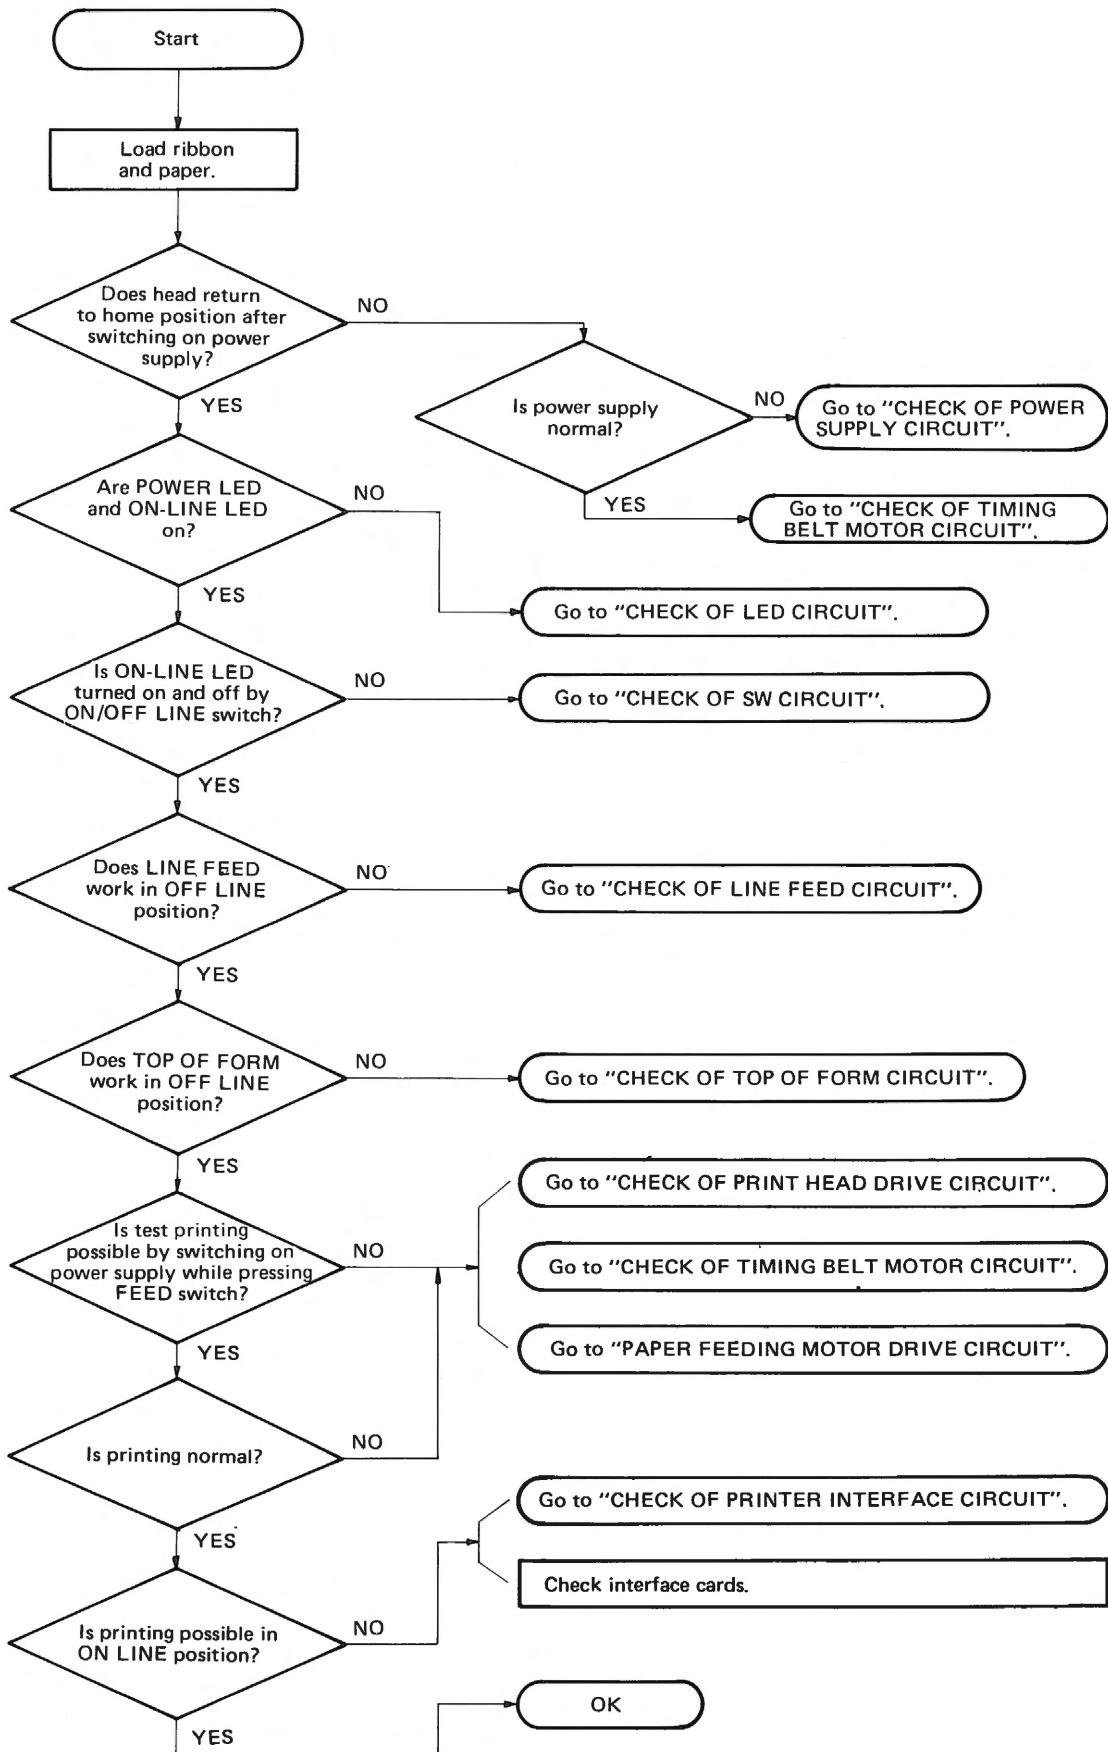 Start
Load ribbon
and paper.
Does head return
to home position after
switching on power
supply?
NO
YES
Is power supply
normal?
NO
Go to "CHECK OF POWER
SUPPLY CIRCUIT".
YES
Go to "CHECK OF TIMING
BELT MOTOR CIRCUIT".
Are POWER LED
and ON-LINE LED
on?
NO
YES
Go to "CHECK OF LED CIRCUIT".
Is ON-LINE LED
turned on and off by
ON/OFF LINE switch?
NO
Go to "CHECK OF SW CIRCUIT".
YES
Does LINE FEED
work in OFF LINE
position?
NO
Go to "CHECK OF LINE FEED CIRCUIT".
YES
Does TOP OF FORM
work in OFF LINE
position?
NO
Go to "CHECK OF TOP OF FORM CIRCUIT".
YES
Is test printing
possible by switching on
power supply while pressing
FEED switch?
NO
Go to "CHECK OF PRINT HEAD DRIVE CIRCUIT".
Go to "CHECK OF TIMING BELT MOTOR CIRCUIT".
Go to "PAPER FEEDING MOTOR DRIVE CIRCUIT".
YES
Is printing normal?
NO
YES
Go to "CHECK OF PRINTER INTERFACE CIRCUIT".
Check interface cards.
Is printing possible in
ON LINE position?
NO
YES
OK